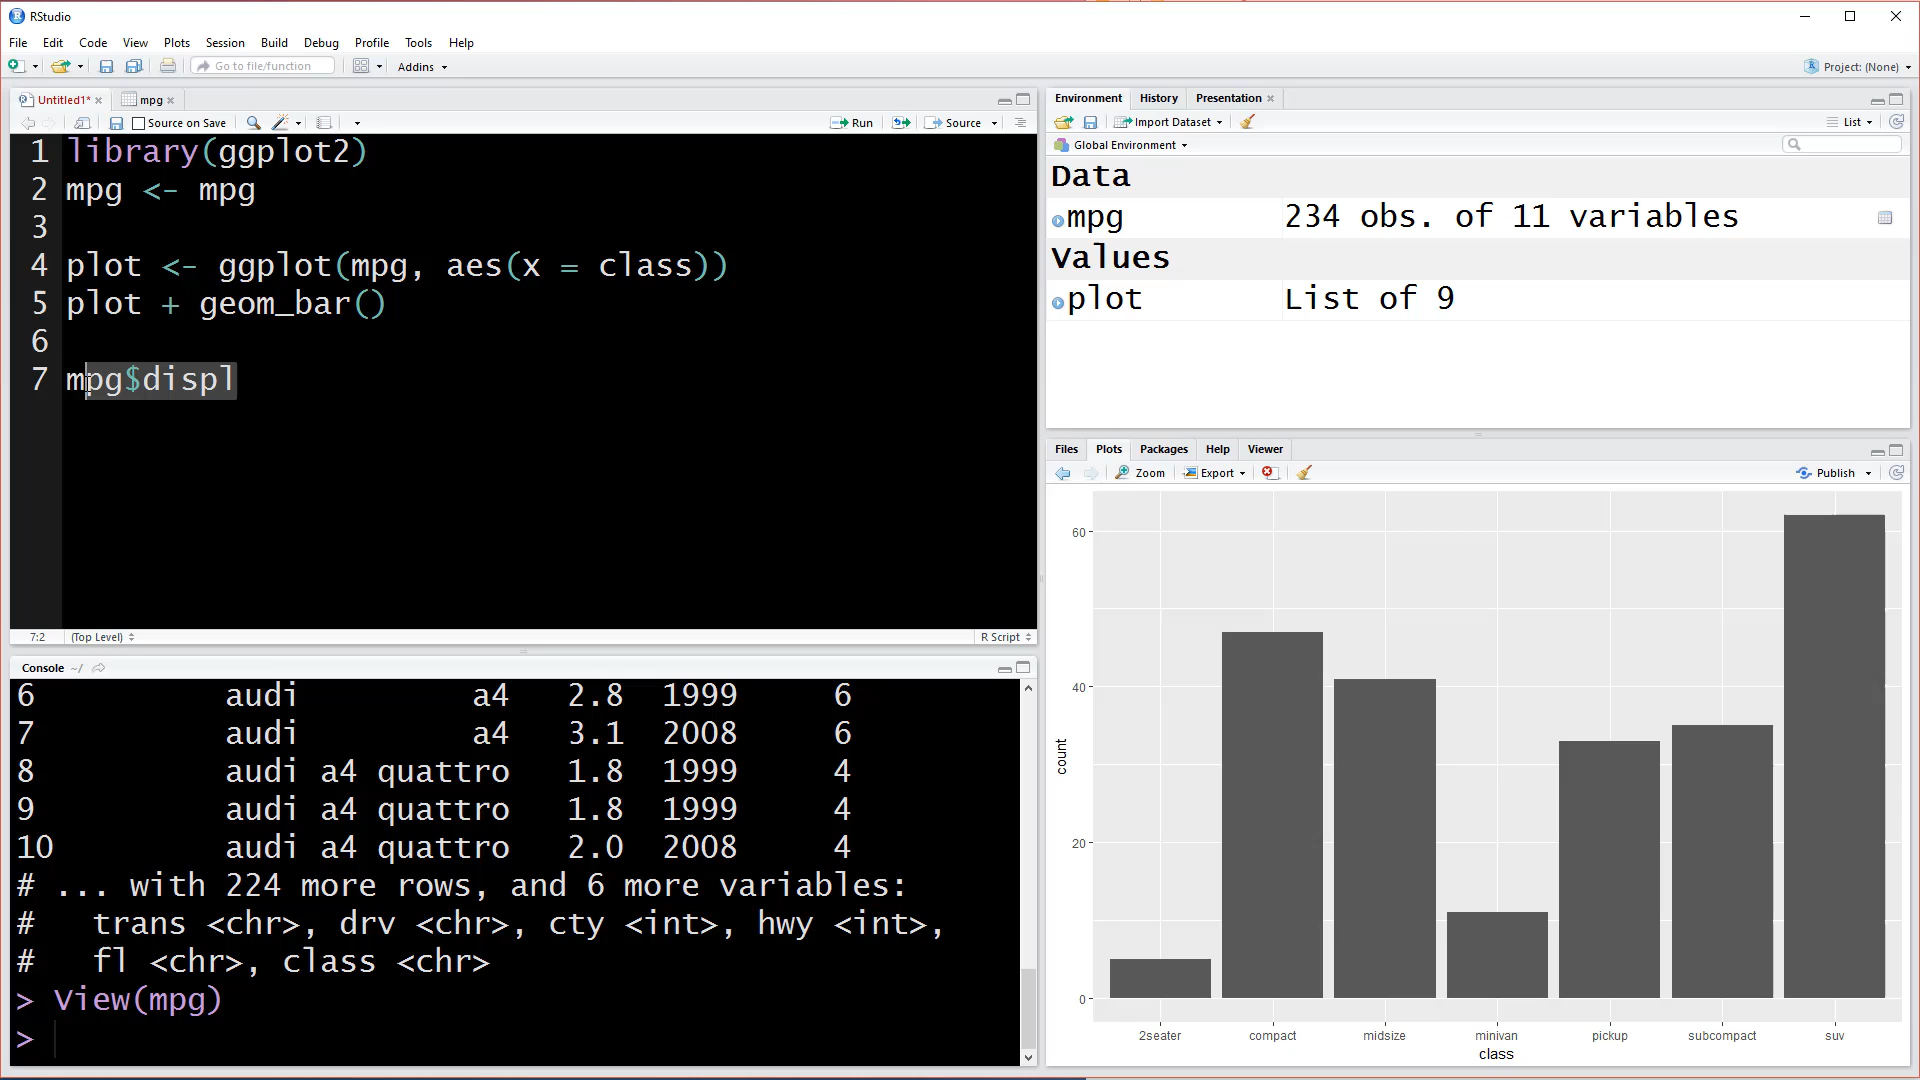 RStudio
File Edit Code View Plots Session Build Debug Profile Tools Help
Go to file/function Addins Project: (None)
Untitled1* mpg
Source on Save Run Source
1 library(ggplot2)
2 mpg <- mpg
3
4 plot <- ggplot(mpg, aes(x = class))
5 plot + geom_bar()
6
7 mpg$displ
7:2 (Top Level) R Script
Console ~/
6 audi a4 2.8 1999 6
7 audi a4 3.1 2008 6
8 audi a4 quattro 1.8 1999 4
9 audi a4 quattro 1.8 1999 4
10 audi a4 quattro 2.0 2008 4
# ... with 224 more rows, and 6 more variables:
# trans <chr>, drv <chr>, cty <int>, hwy <int>,
# fl <chr>, class <chr>
> View(mpg)
>
Environment History Presentation
Import Dataset List
Global Environment
Data
mpg 234 obs. of 11 variables
Values
plot List of 9
Files Plots Packages Help Viewer
Zoom Export Publish
60
40
20
0
count
2seater compact midsize minivan pickup subcompact suv
class